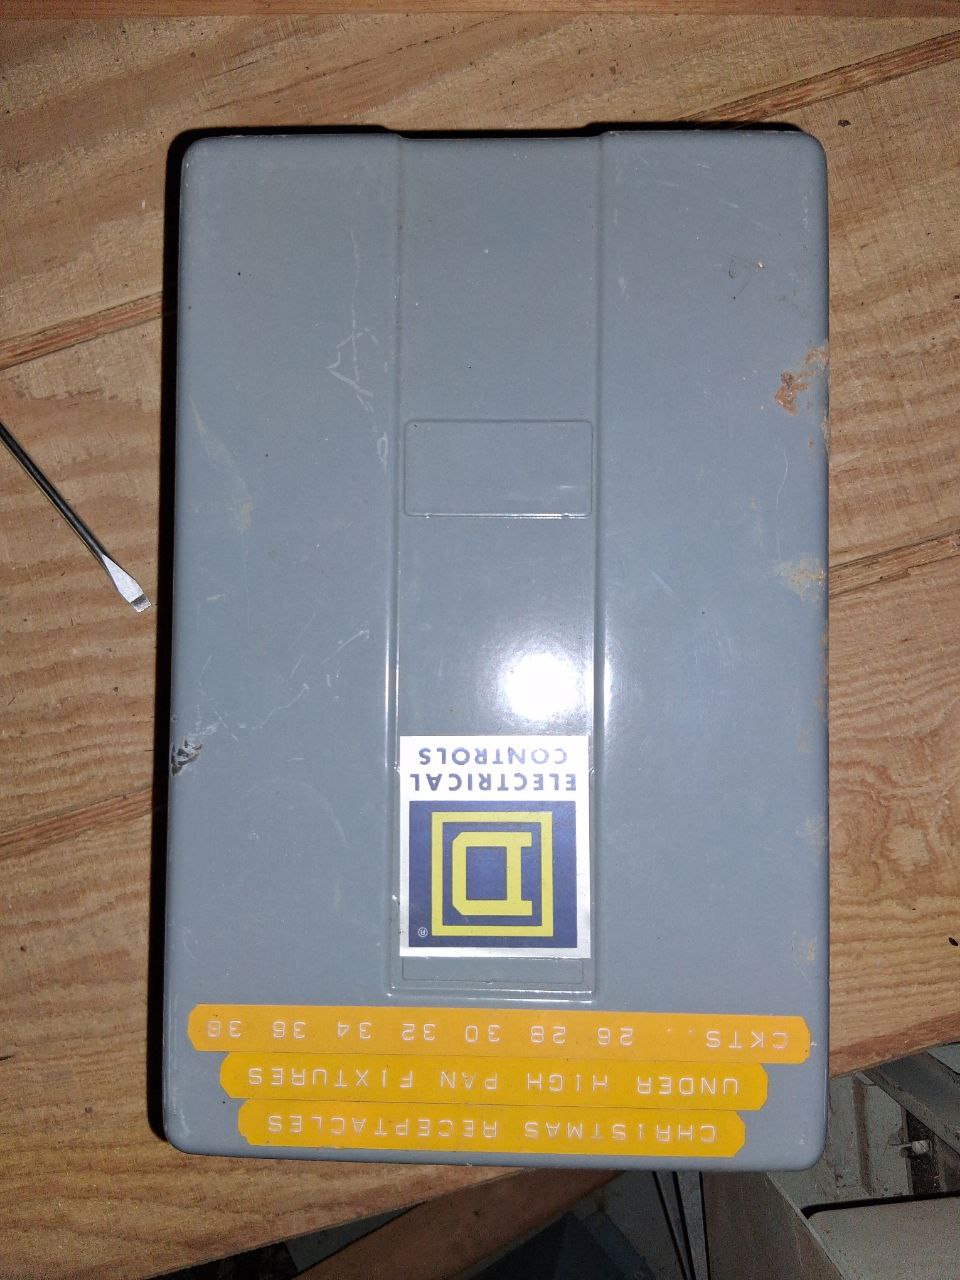 CHRISTMAS RECEPTACLES
UNDER HIGH PAN FIXTURES
CKTS.. 26 28 30 32 34 36 38
D
®
ELECTRICAL
CONTROLS